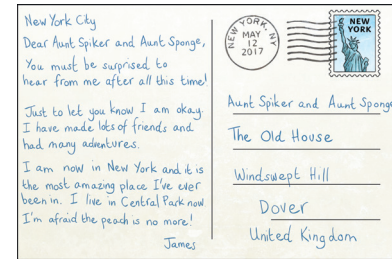 New York City
Dear Aunt Spiker and Aunt Sponge,
You must be surprised to
hear from me after all this time!
Just to let you know I am okay.
I have made lots of friends and
had many adventures.
I am now in New York and it is
the most amazing place I've ever
been in. I live in Central Park now
I'm afraid the peach is no more!
James
NEW YORK, NY
MAY
12
2017
NEW
YORK
Aunt Spiker and Aunt Sponge
The Old House
Windswept Hill
Dover
United Kingdom